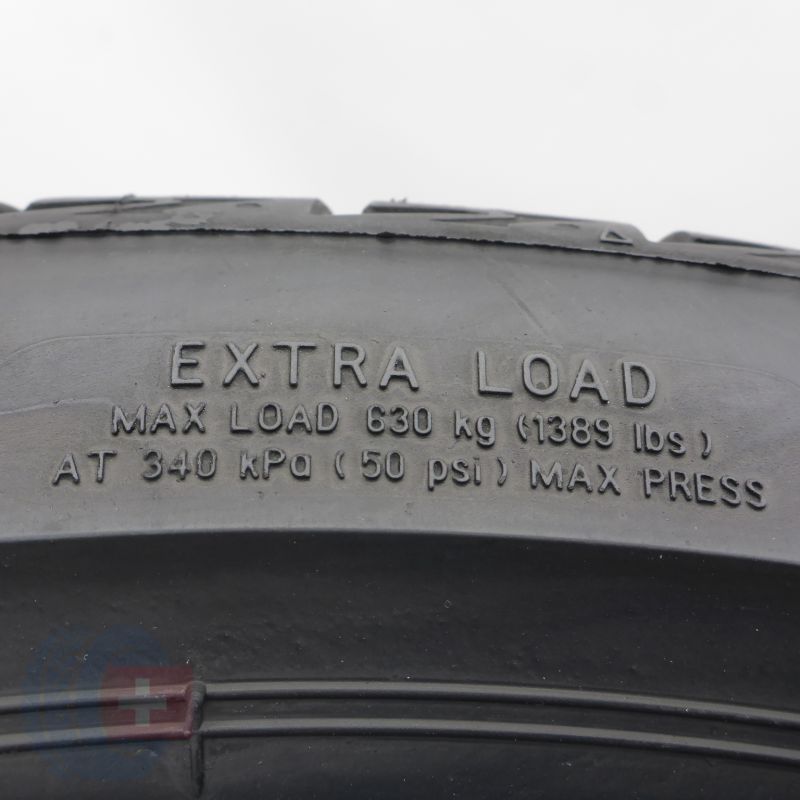 EXTRA LOAD
MAX LOAD 630 kg (1389 lbs)
AT 340 kPa (50 psi) MAX PRESS